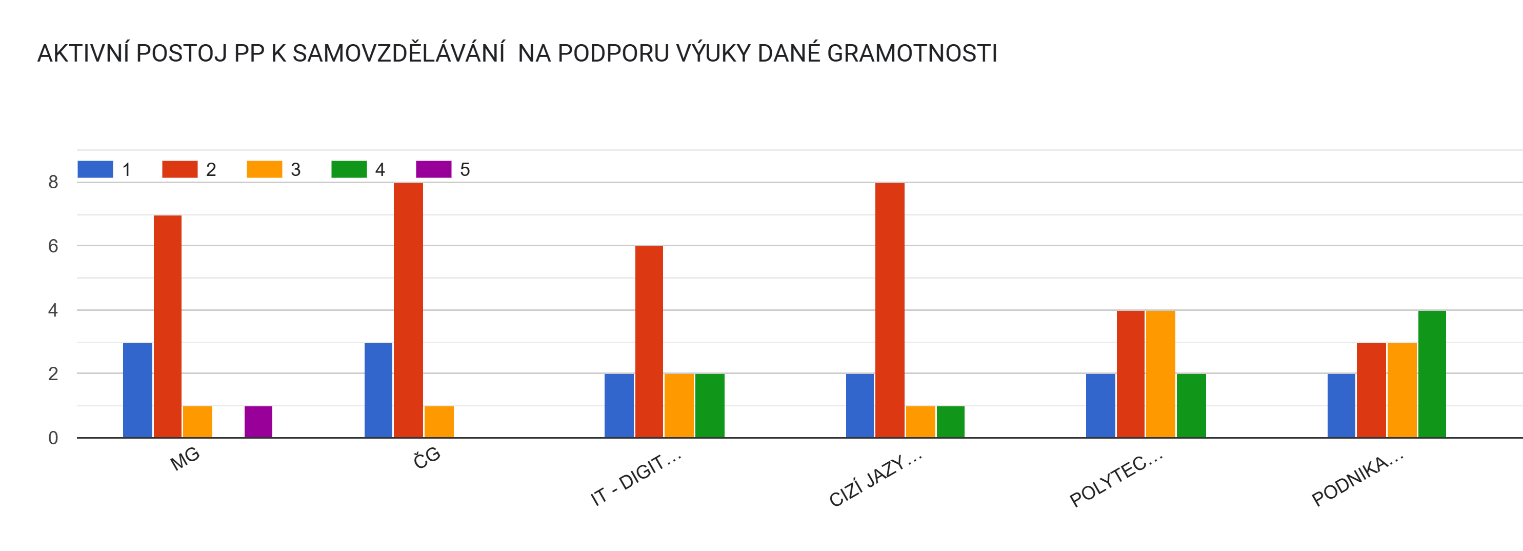 AKTIVNÍ POSTOJ PP K SAMOVZDĚLÁVÁNÍ  NA PODPORU VÝUKY DANÉ GRAMOTNOSTI
1 2 3 4 5
8
6
4
2
0
MG ČG IT - DIGIT… CIZÍ JAZY… POLYTEC… PODNIKA…